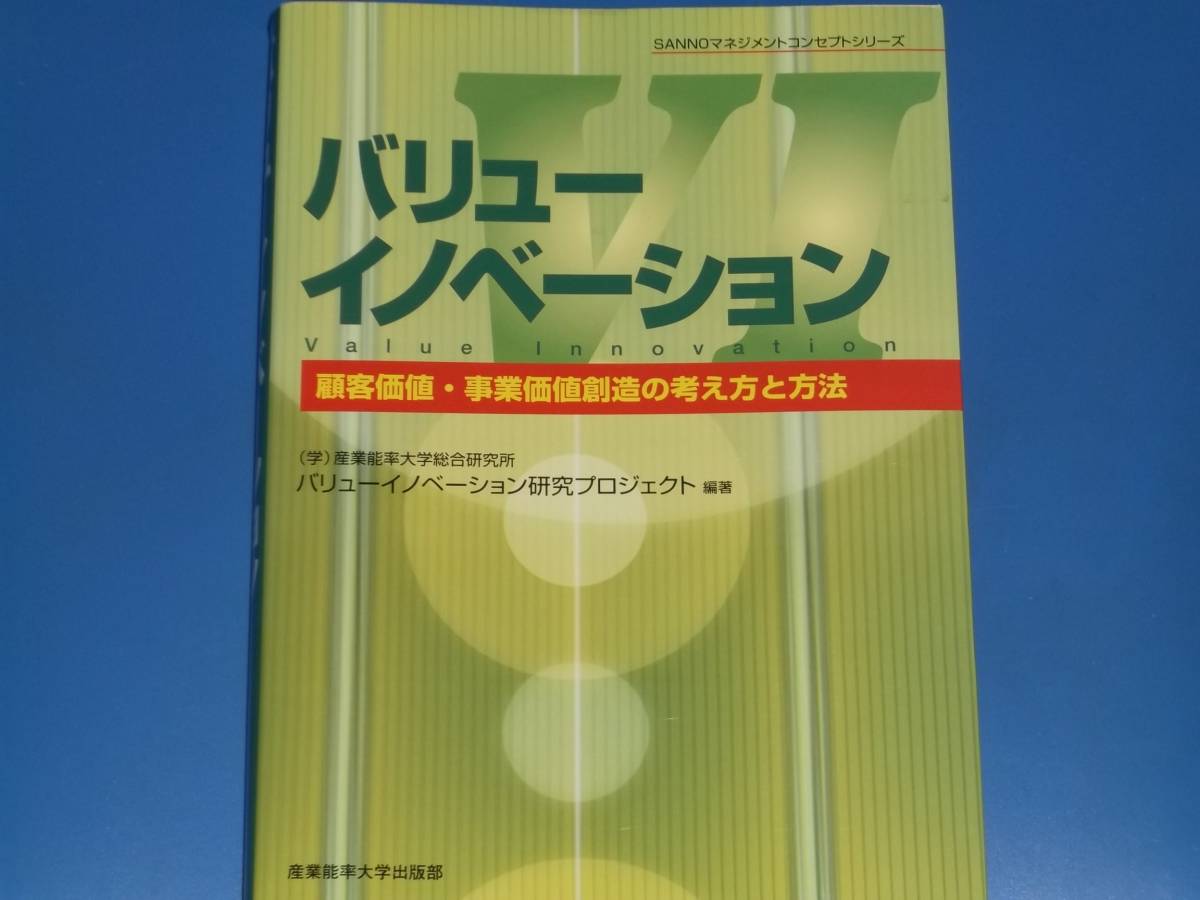 SANNOマネジメントコンセプトシリーズ
VI
バリュー
イノベーション
Value Innovation
顧客価値・事業価値創造の考え方と方法
(学)産業能率大学総合研究所
バリューイノベーション研究プロジェクト 編著
産業能率大学出版部